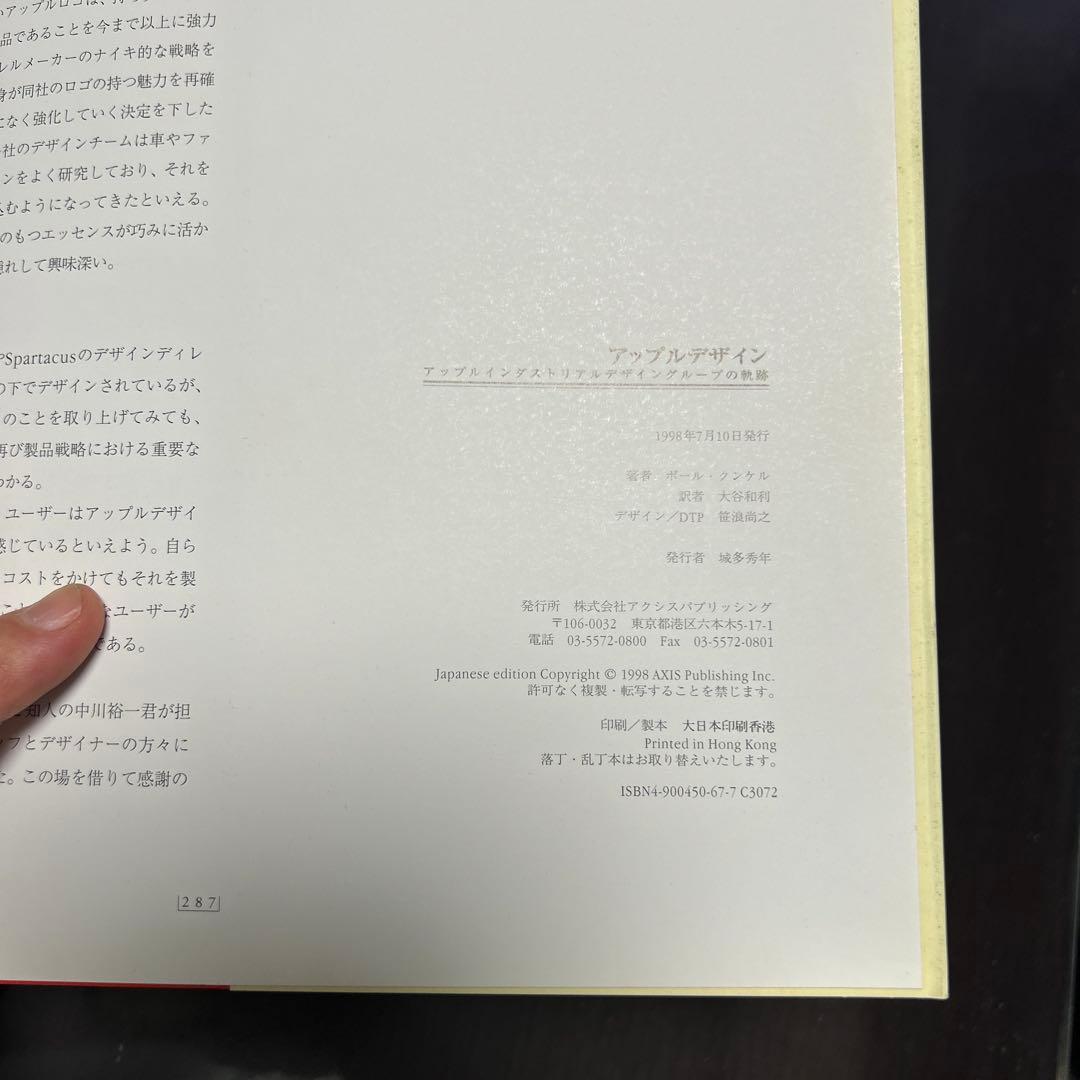 いアップルロゴは、持
品であることを今まで以上に強力
レルメーカーのナイキ的な戦略を
身が同社のロゴの持つ魅力を再確
になく強化していく決定を下した
社のデザインチームは車やファ
ンをよく研究しており、それを
込むようになってきたといえる。
のもつエッセンスが巧みに活か
隠れして興味深い。
やSpartacusのデザインディレ
の下でデザインされているが、
のことを取り上げてみても、
再び製品戦略における重要な
わかる。
ユーザーはアップルデザイ
感じているといえよう。自ら
コストをかけてもそれを製
なユーザーが
である。
知人の中川裕一君が担
ッフとデザイナーの方々に
た。この場を借りて感謝の
287
アップルデザイン
アップルインダストリアルデザイングループの軌跡
1998年7月10日発行
著者 ポール・クンケル
訳者 大谷和利
デザイン／DTP 笹浪尚之
発行者 城多秀年
発行所 株式会社アクシスパブリッシング
〒106-0032 東京都港区六本木5-17-1
電話 03-5572-0800 Fax 03-5572-0801
Japanese edition Copyright © 1998 AXIS Publishing Inc.
許可なく複製・転写することを禁じます。
印刷／製本 大日本印刷香港
Printed in Hong Kong
落丁・乱丁本はお取り替えいたします。
ISBN4-900450-67-7 C3072